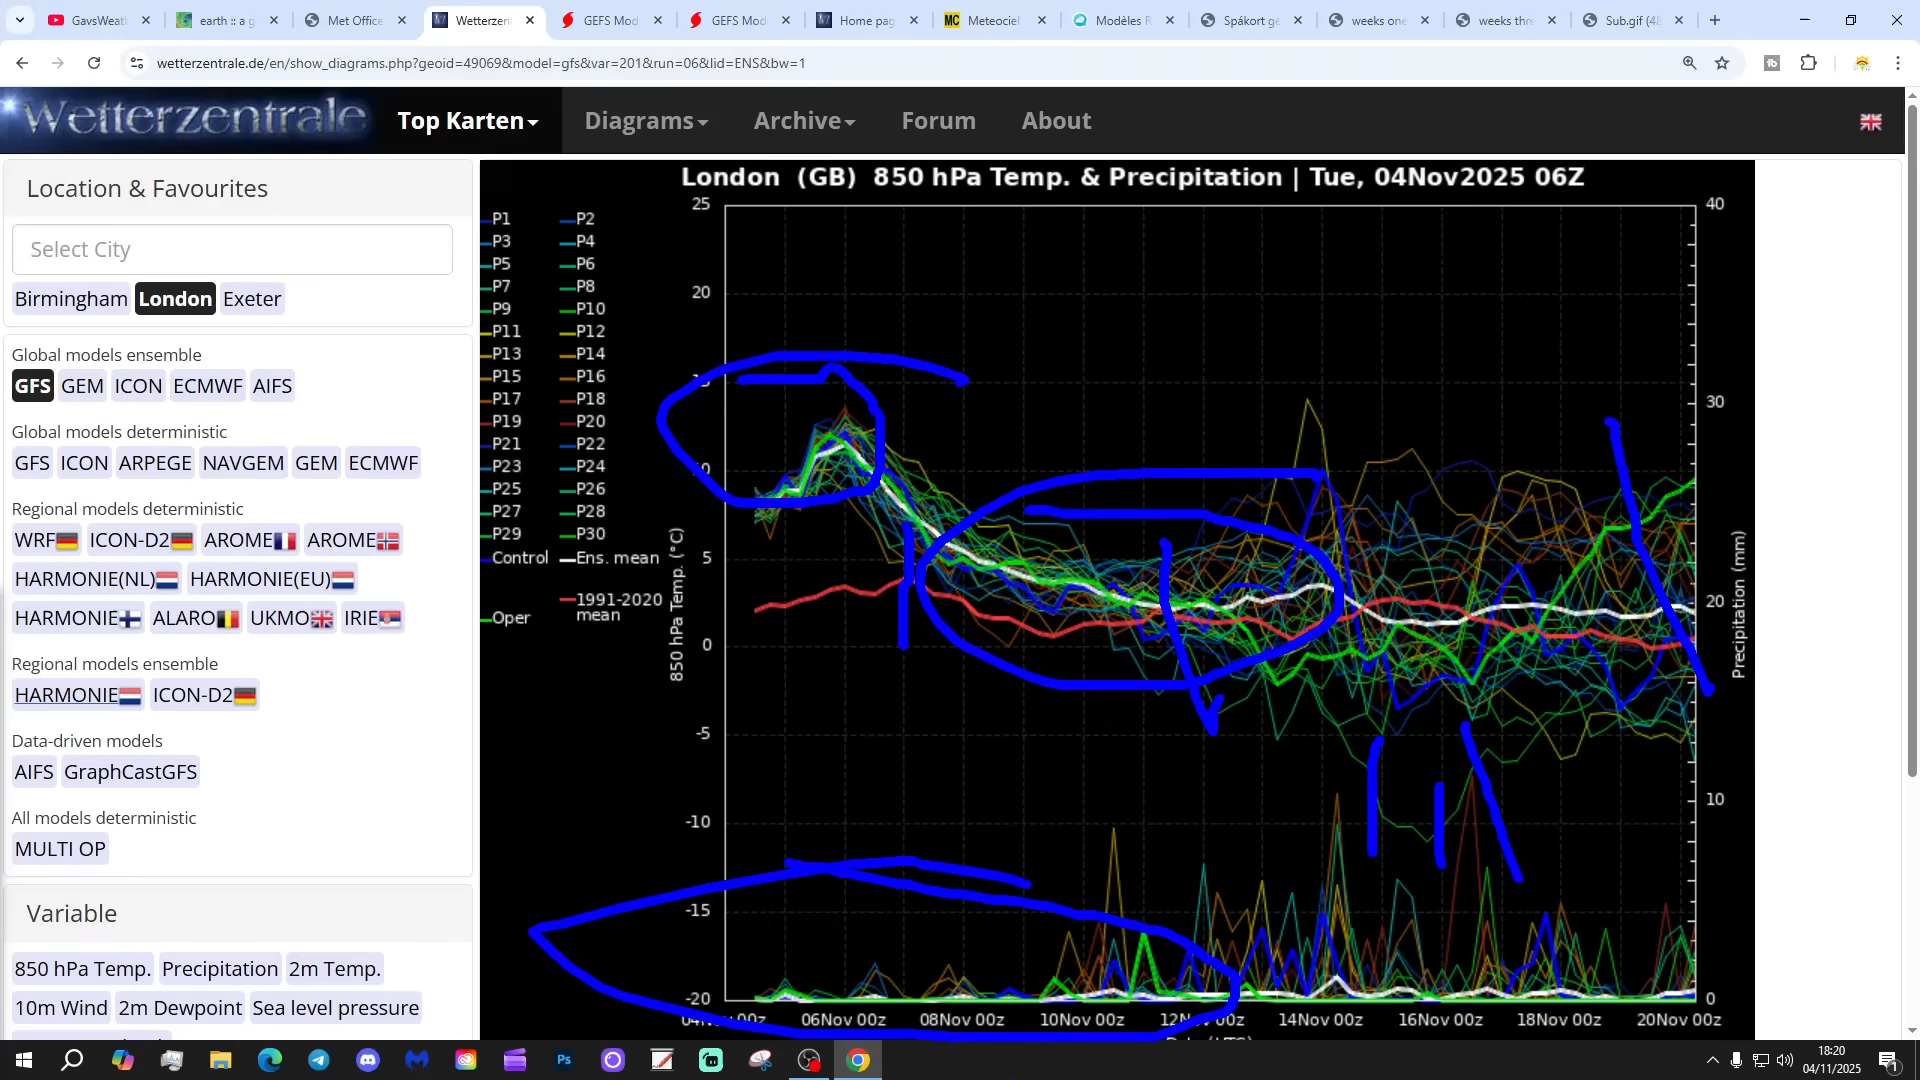 GavsWeat
earth :: a g
Met Office
Wetterzen
GEFS Mod
GEFS Mod
Home pag
Meteociel
Modèles R
Spákort ge
weeks one
weeks thre
Sub.gif (48
wetterzentrale.de/en/show_diagrams.php?geoid=49069&model=gfs&var=201&run=06&lid=ENS&bw=1
Wetterzentrale Top Karten Diagrams Archive Forum About
Location & Favourites
Select City
Birmingham London Exeter
Global models ensemble
GFS GEM ICON ECMWF AIFS
Global models deterministic
GFS ICON ARPEGE NAVGEM GEM ECMWF
Regional models deterministic
WRF ICON-D2 AROME AROME
HARMONIE(NL) HARMONIE(EU)
HARMONIE ALARO UKMO IRIE
Regional models ensemble
HARMONIE ICON-D2
Data-driven models
AIFS GraphCastGFS
All models deterministic
MULTI OP
Variable
850 hPa Temp. Precipitation 2m Temp.
10m Wind 2m Dewpoint Sea level pressure
London (GB) 850 hPa Temp. & Precipitation | Tue, 04Nov2025 06Z
P1 P2
P3 P4
P5 P6
P7 P8
P9 P10
P11 P12
P13 P14
P15 P16
P17 P18
P19 P20
P21 P22
P23 P24
P25 P26
P27 P28
P29 P30
Control Ens. mean
Oper 1991-2020
mean
850 hPa Temp. (°C)
25
20
5
0
-5
-10
-15
-20
40
30
20
10
0
Precipitation (mm)
06Nov 00z 08Nov 00z 10Nov 00z 12Nov 00z 14Nov 00z 16Nov 00z 18Nov 00z 20Nov 00z
18:20
04/11/2025